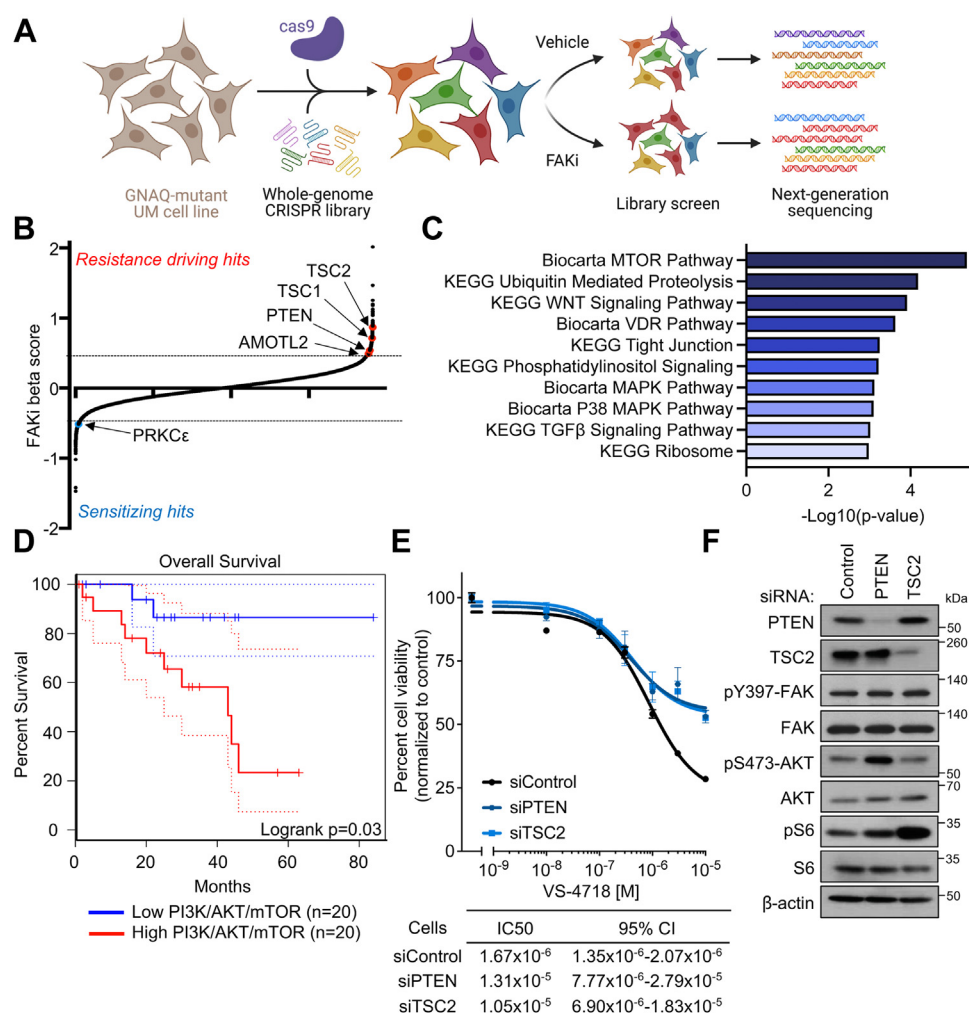 A
cas9
Vehicle
FAKi
GNAQ-mutant
UM cell line
Whole-genome
CRISPR library
Library screen
Next-generation
sequencing
B
2
1
0
-1
-2
FAKi beta score
Resistance driving hits
TSC2
TSC1
PTEN
AMOTL2
PRKCε
Sensitizing hits
C
Biocarta MTOR Pathway
KEGG Ubiquitin Mediated Proteolysis
KEGG WNT Signaling Pathway
Biocarta VDR Pathway
KEGG Tight Junction
KEGG Phosphatidylinositol Signaling
Biocarta MAPK Pathway
Biocarta P38 MAPK Pathway
KEGG TGFβ Signaling Pathway
KEGG Ribosome
0 2 4
-Log10(p-value)
D
Overall Survival
100
80
60
40
20
0
Percent Survival
Logrank p=0.03
0 20 40 60 80
Months
Low PI3K/AKT/mTOR (n=20)
High PI3K/AKT/mTOR (n=20)
E
100
75
50
25
0
Percent cell viability
(normalized to control)
siControl
siPTEN
siTSC2
10⁻⁹ 10⁻⁸ 10⁻⁷ 10⁻⁶ 10⁻⁵
VS-4718 [M]
Cells IC50 95% CI
siControl 1.67x10⁻⁶ 1.35x10⁻⁶-2.07x10⁻⁶
siPTEN 1.31x10⁻⁵ 7.77x10⁻⁶-2.79x10⁻⁵
siTSC2 1.05x10⁻⁵ 6.90x10⁻⁶-1.83x10⁻⁵
F
siRNA: Control PTEN TSC2
kDa
PTEN 50
TSC2 260
pY397-FAK 140
FAK 140
pS473-AKT 50
AKT 70
pS6 35
S6 35
β-actin 50